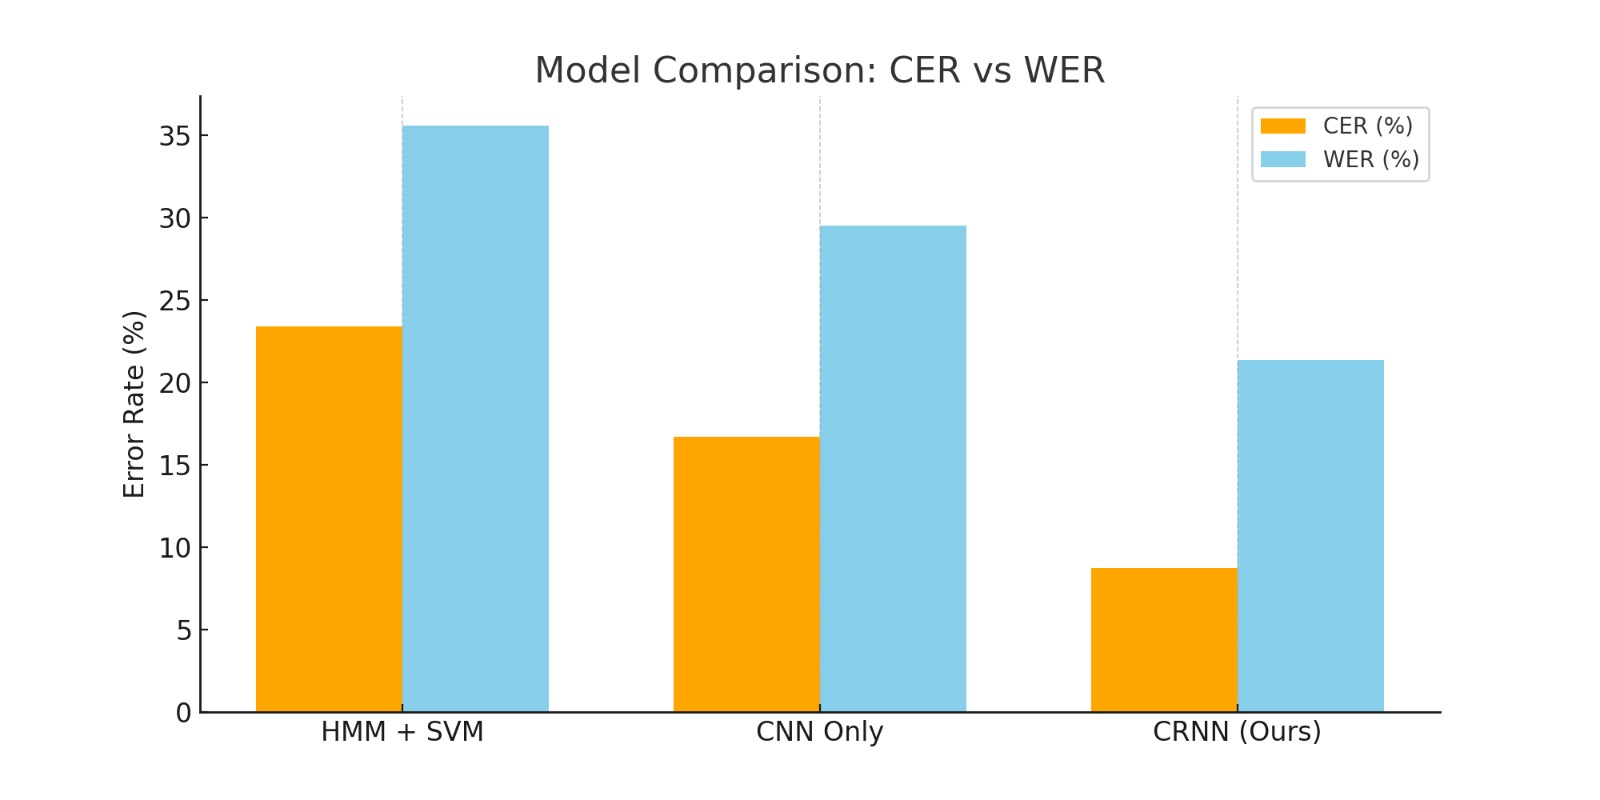 Model Comparison: CER vs WER
CER (%)
WER (%)
Error Rate (%)
35
30
25
20
15
10
5
0
HMM + SVM
CNN Only
CRNN (Ours)